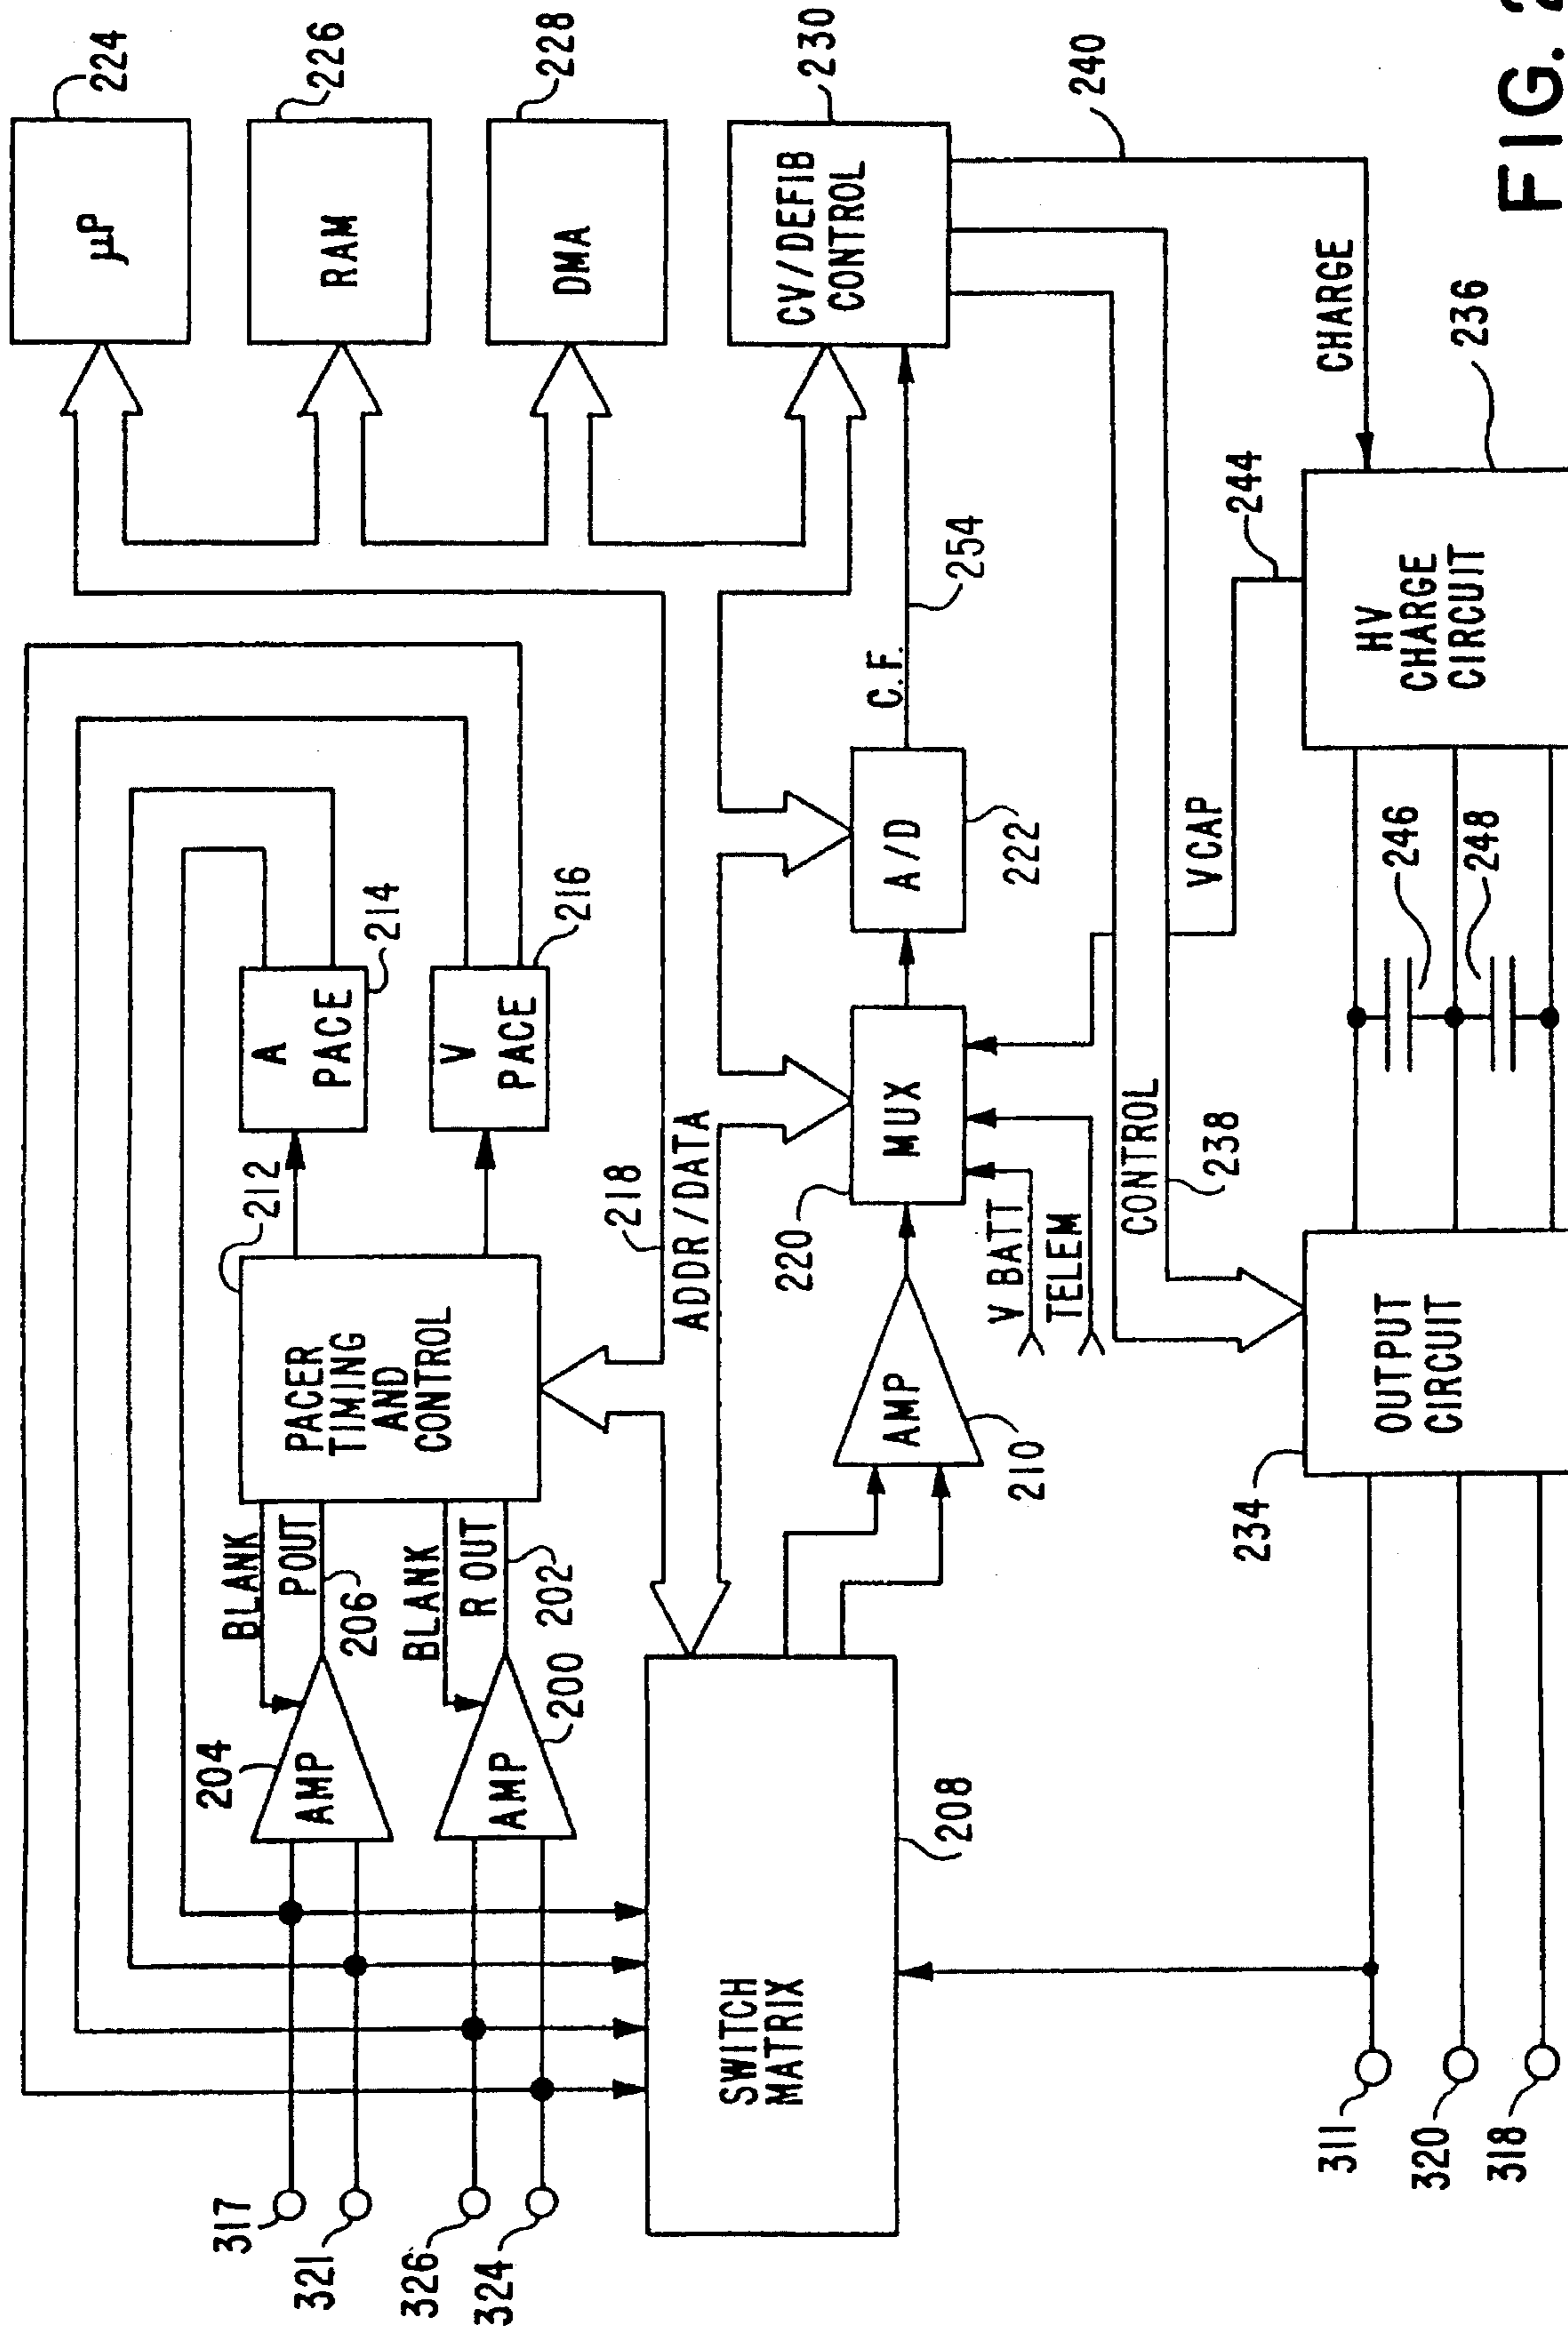 317
321
326
324
204
AMP
200
AMP
BLANK
POUT
206
BLANK
R OUT
202
212
PACER
TIMING
AND
CONTROL
A
PACE
214
V
PACE
216
218
ADDR/DATA
SWITCH
MATRIX
208
AMP
210
220
MUX
V BATT
TELEM
A/D
222
C.F.
254
µP
224
RAM
226
DMA
228
CV/DEFIB
CONTROL
230
240
CONTROL
238
VCAP
244
CHARGE
311
320
318
234
OUTPUT
CIRCUIT
246
248
HV
CHARGE
CIRCUIT
236
FIG. 2